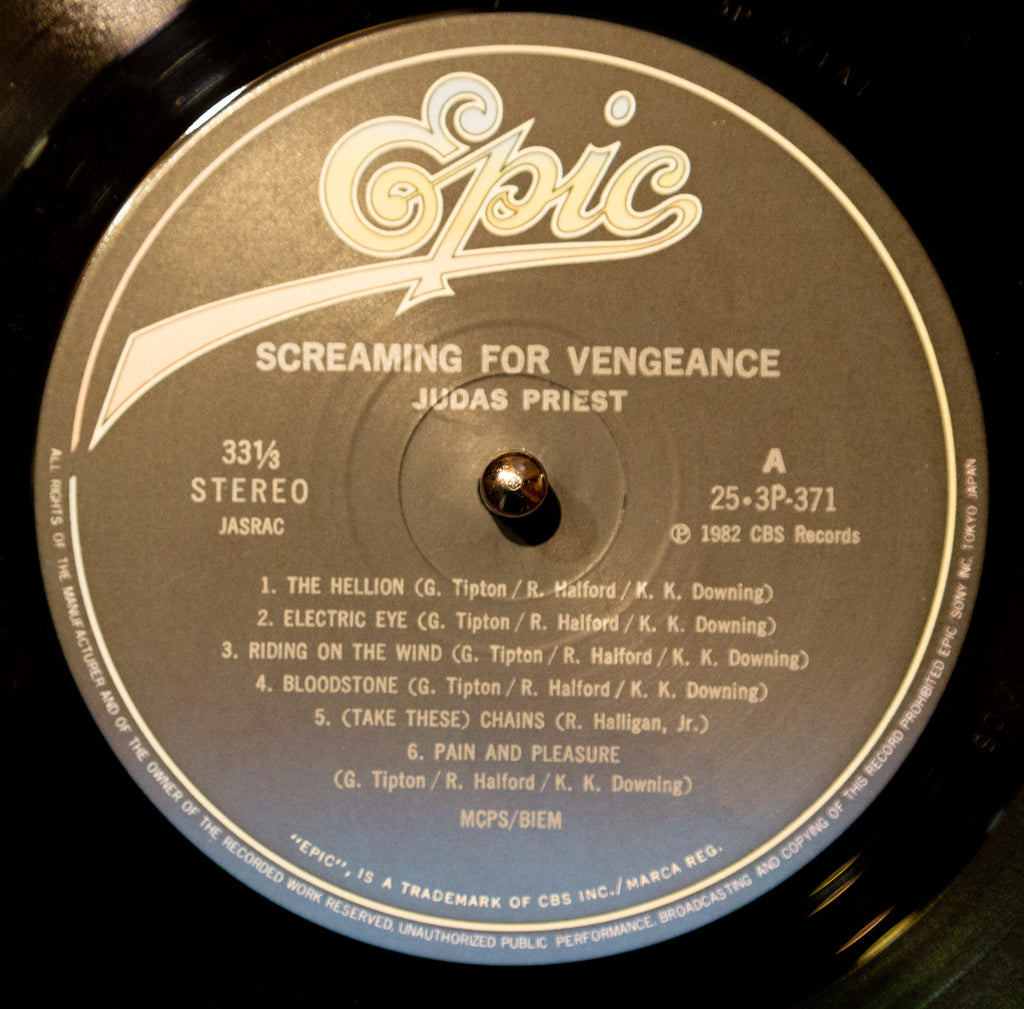 Epic
SCREAMING FOR VENGEANCE
JUDAS PRIEST
33⅓
STEREO
JASRAC
A
25•3P-371
℗ 1982 CBS Records
1. THE HELLION (G. Tipton / R. Halford / K. K. Downing)
2. ELECTRIC EYE (G. Tipton / R. Halford / K. K. Downing)
3. RIDING ON THE WIND (G. Tipton / R. Halford / K. K. Downing)
4. BLOODSTONE (G. Tipton / R. Halford / K. K. Downing)
5. (TAKE THESE) CHAINS (R. Halligan, Jr.)
6. PAIN AND PLEASURE
(G. Tipton / R. Halford / K. K. Downing)
MCPS/BIEM
"EPIC", IS A TRADEMARK OF CBS INC./MARCA REG.
ALL RIGHTS OF THE MANUFACTURER AND OF THE OWNER OF THE RECORDED WORK RESERVED, UNAUTHORIZED PUBLIC PERFORMANCE, BROADCASTING AND COPYING OF THIS RECORD PROHIBITED EPIC SONY INC. TOKYO JAPAN